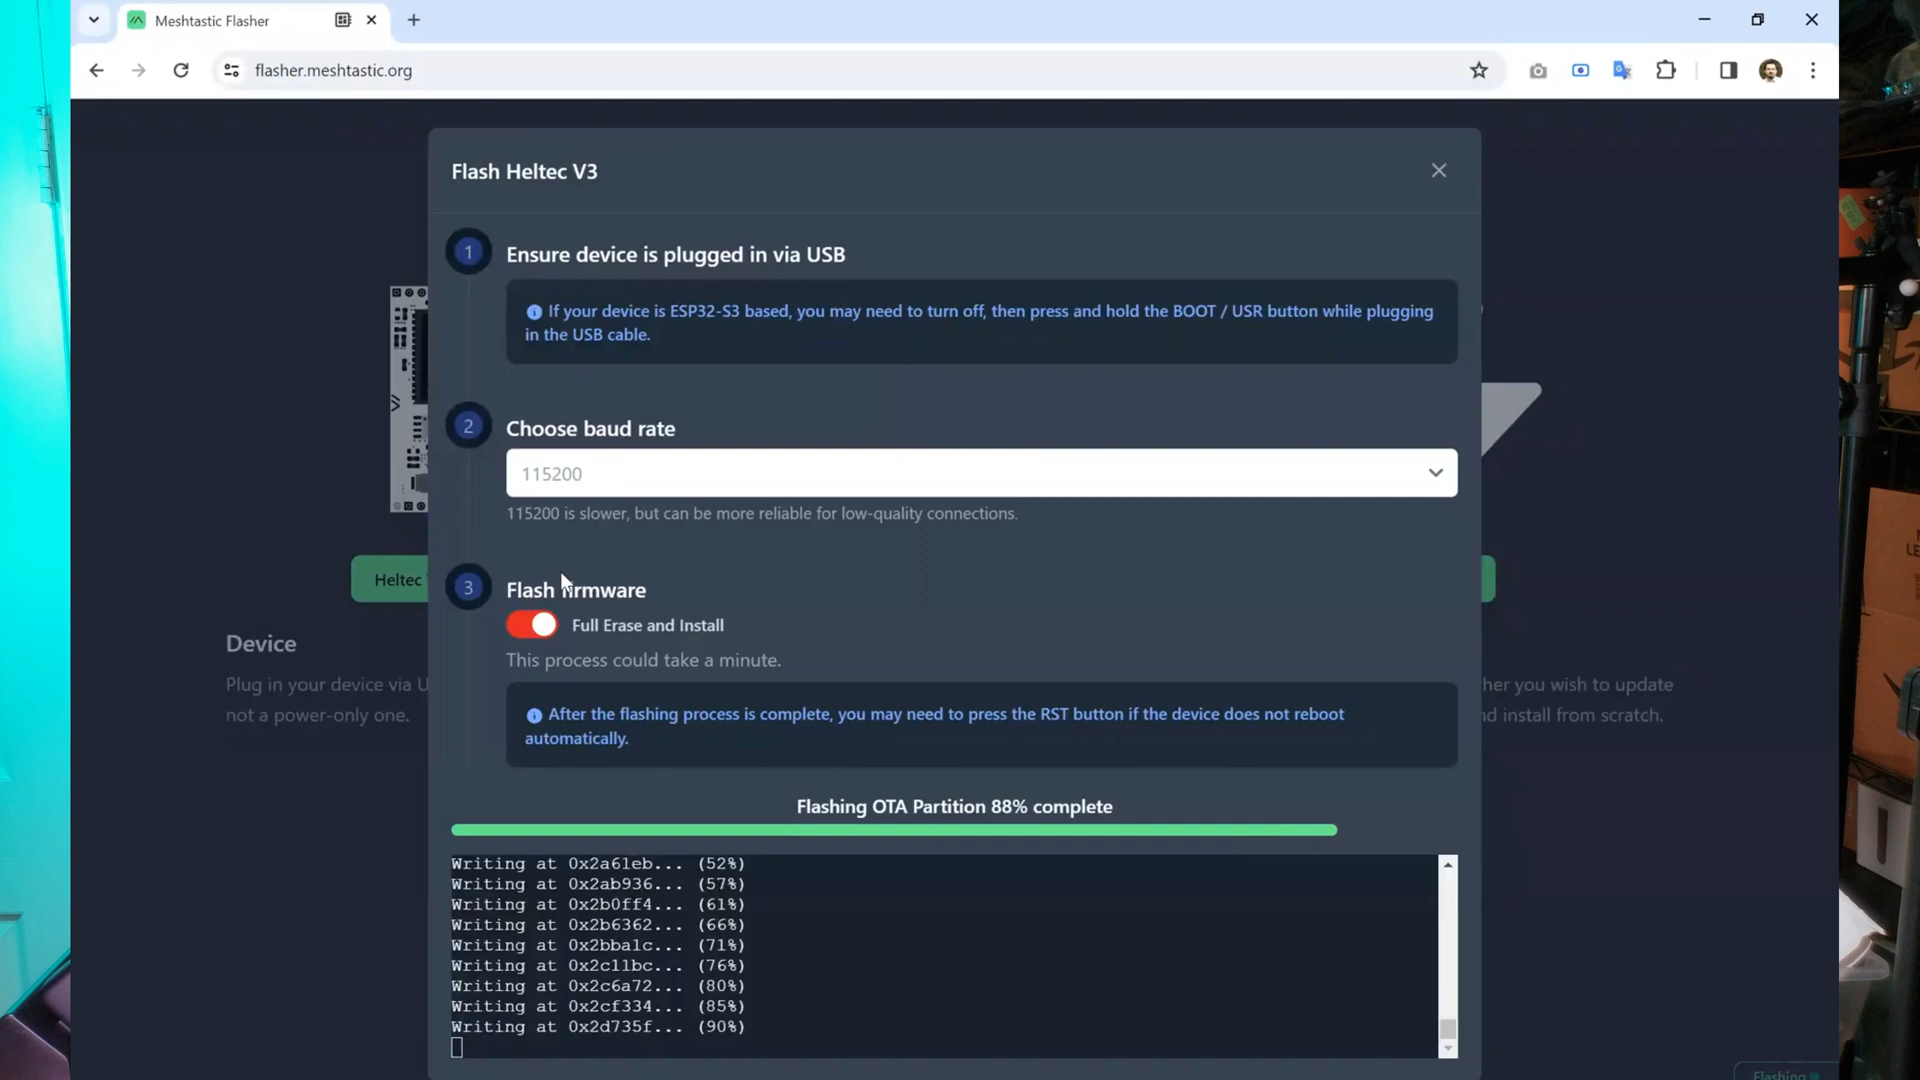 Meshtastic Flasher
flasher.meshtastic.org
Flash Heltec V3
1
Ensure device is plugged in via USB
If your device is ESP32-S3 based, you may need to turn off, then press and hold the BOOT / USR button while plugging
in the USB cable.
2
Choose baud rate
115200
115200 is slower, but can be more reliable for low-quality connections.
3
Flash firmware
Heltec
Full Erase and Install
Device
This process could take a minute.
Plug in your device via U
her you wish to update
not a power-only one.
d install from scratch.
After the flashing process is complete, you may need to press the RST button if the device does not reboot
automatically.
Flashing OTA Partition 88% complete
Writing at 0x2a61eb... (52%)
Writing at 0x2ab936... (57%)
Writing at 0x2b0ff4... (61%)
Writing at 0x2b6362... (66%)
Writing at 0x2bba1c... (71%)
Writing at 0x2c11bc... (76%)
Writing at 0x2c6a72... (80%)
Writing at 0x2cf334... (85%)
Writing at 0x2d735f... (90%)
Flashing